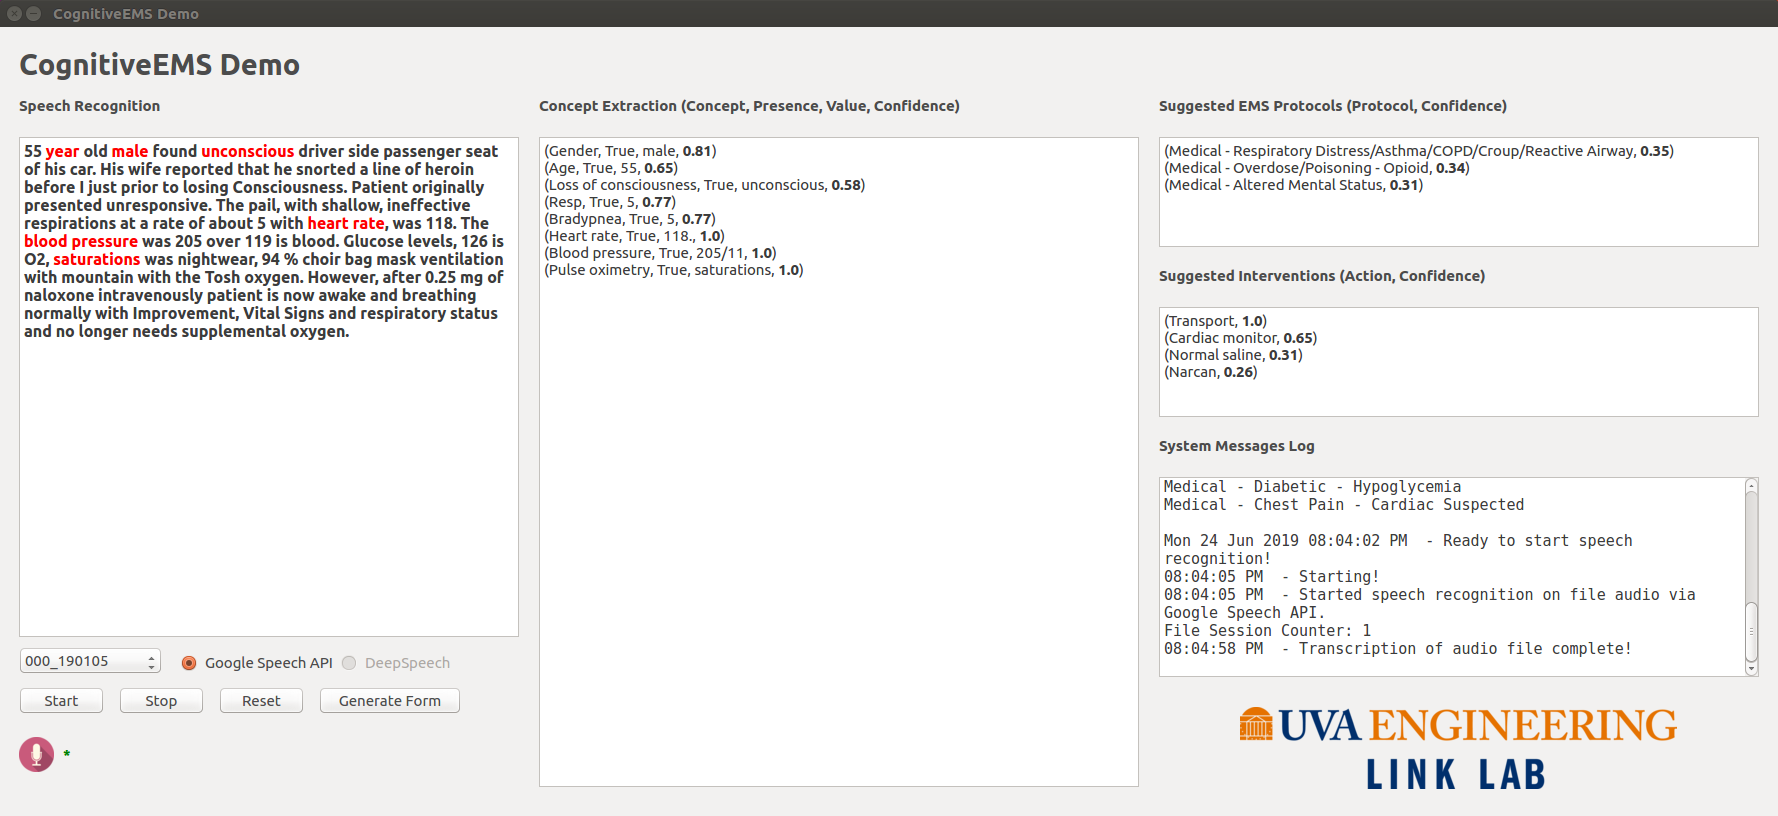 CognitiveEMS Demo
CognitiveEMS Demo
Speech Recognition
55 year old male found unconscious driver side passenger seat
of his car. His wife reported that he snorted a line of heroin
before I just prior to losing Consciousness. Patient originally
presented unresponsive. The pail, with shallow, ineffective
respirations at a rate of about 5 with heart rate, was 118. The
blood pressure was 205 over 119 is blood. Glucose levels, 126 is
O2, saturations was nightwear, 94 % choir bag mask ventilation
with mountain with the Tosh oxygen. However, after 0.25 mg of
naloxone intravenously patient is now awake and breathing
normally with Improvement, Vital Signs and respiratory status
and no longer needs supplemental oxygen.
000_190105
Google Speech API
DeepSpeech
Start
Stop
Reset
Generate Form
*
Concept Extraction (Concept, Presence, Value, Confidence)
(Gender, True, male, 0.81)
(Age, True, 55, 0.65)
(Loss of consciousness, True, unconscious, 0.58)
(Resp, True, 5, 0.77)
(Bradypnea, True, 5, 0.77)
(Heart rate, True, 118., 1.0)
(Blood pressure, True, 205/11, 1.0)
(Pulse oximetry, True, saturations, 1.0)
Suggested EMS Protocols (Protocol, Confidence)
(Medical - Respiratory Distress/Asthma/COPD/Croup/Reactive Airway, 0.35)
(Medical - Overdose/Poisoning - Opioid, 0.34)
(Medical - Altered Mental Status, 0.31)
Suggested Interventions (Action, Confidence)
(Transport, 1.0)
(Cardiac monitor, 0.65)
(Normal saline, 0.31)
(Narcan, 0.26)
System Messages Log
Medical - Diabetic - Hypoglycemia
Medical - Chest Pain - Cardiac Suspected
Mon 24 Jun 2019 08:04:02 PM  - Ready to start speech
recognition!
08:04:05 PM  - Starting!
08:04:05 PM  - Started speech recognition on file audio via
Google Speech API.
File Session Counter: 1
08:04:58 PM  - Transcription of audio file complete!
UVA ENGINEERING
LINK LAB